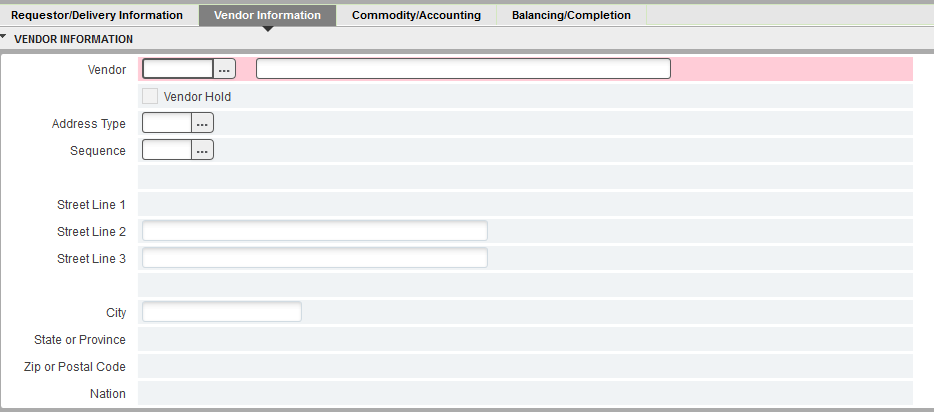 Requestor/Delivery Information Vendor Information Commodity/Accounting Balancing/Completion
VENDOR INFORMATION
Vendor ...
Vendor Hold
Address Type ...
Sequence ...
Street Line 1
Street Line 2
Street Line 3
City
State or Province
Zip or Postal Code
Nation